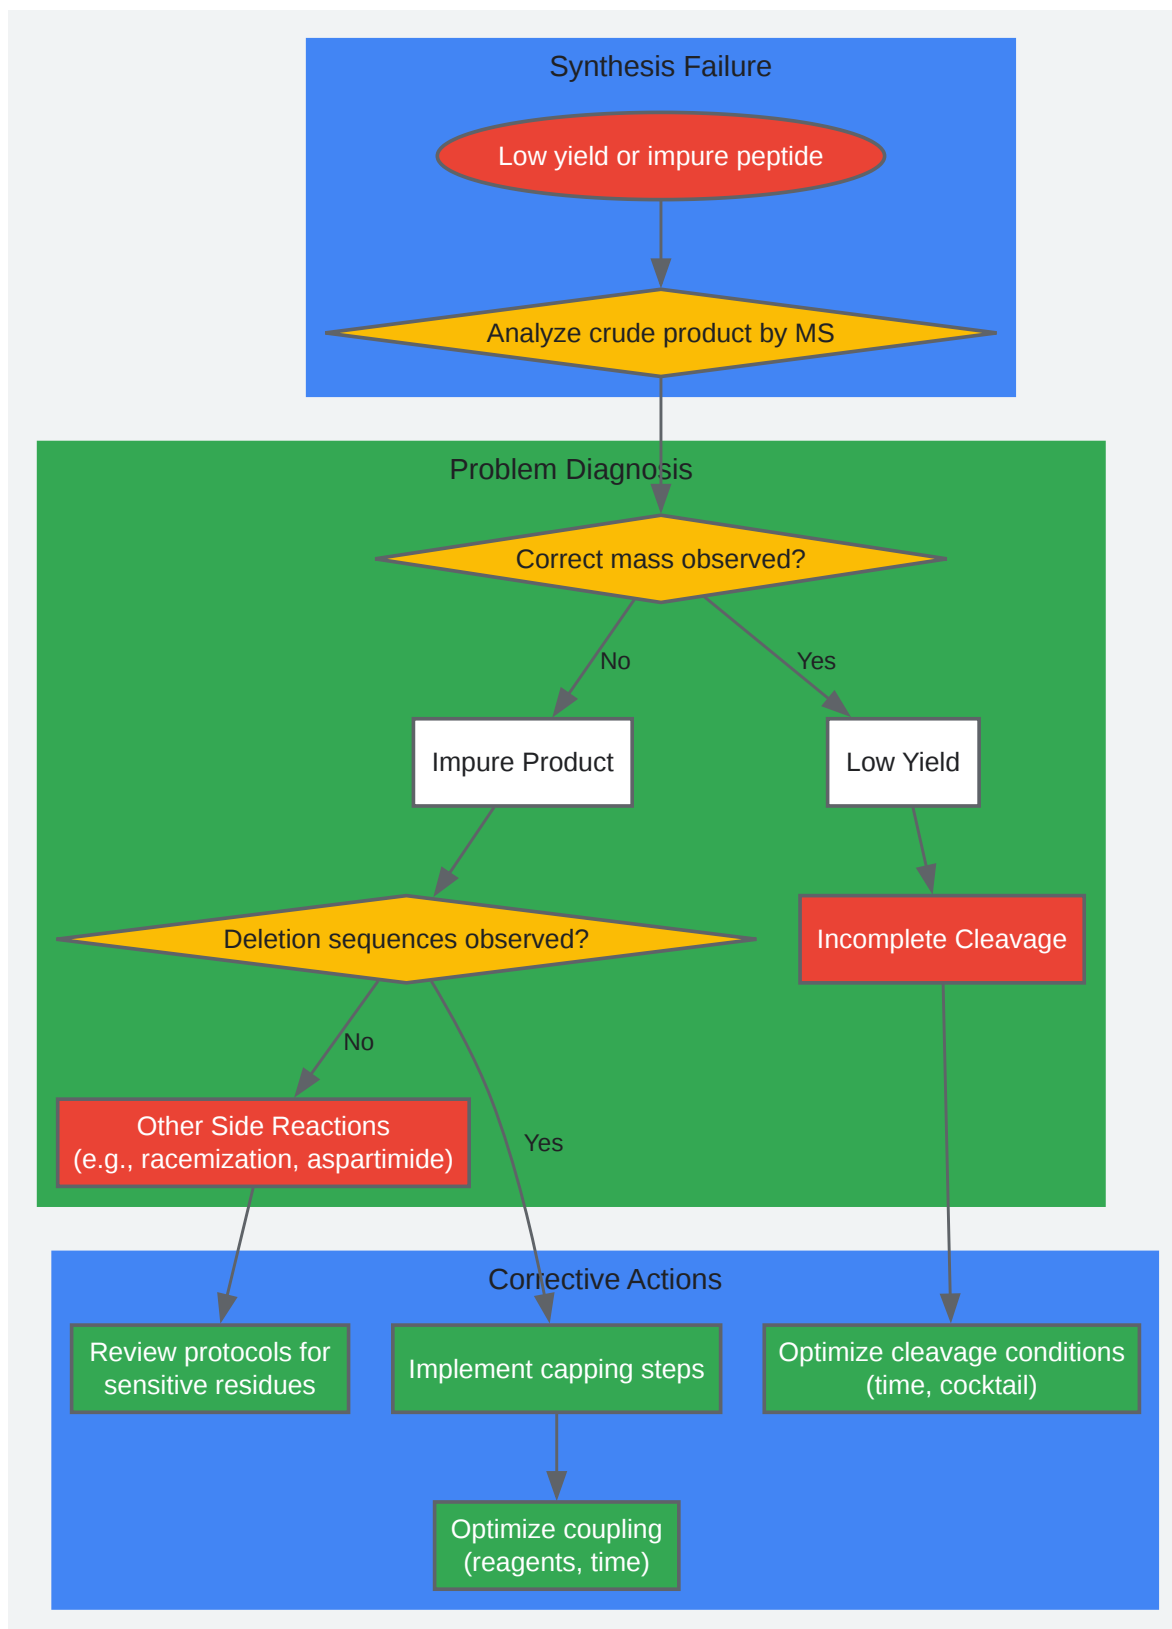 Synthesis Failure
Low yield or impure peptide
Analyze crude product by MS
Problem Diagnosis
Correct mass observed?
No
Yes
Impure Product
Low Yield
Deletion sequences observed?
Incomplete Cleavage
No
Other Side Reactions
(e.g., racemization, aspartimide)
Yes
Corrective Actions
Review protocols for
sensitive residues
Implement capping steps
Optimize cleavage conditions
(time, cocktail)
Optimize coupling
(reagents, time)